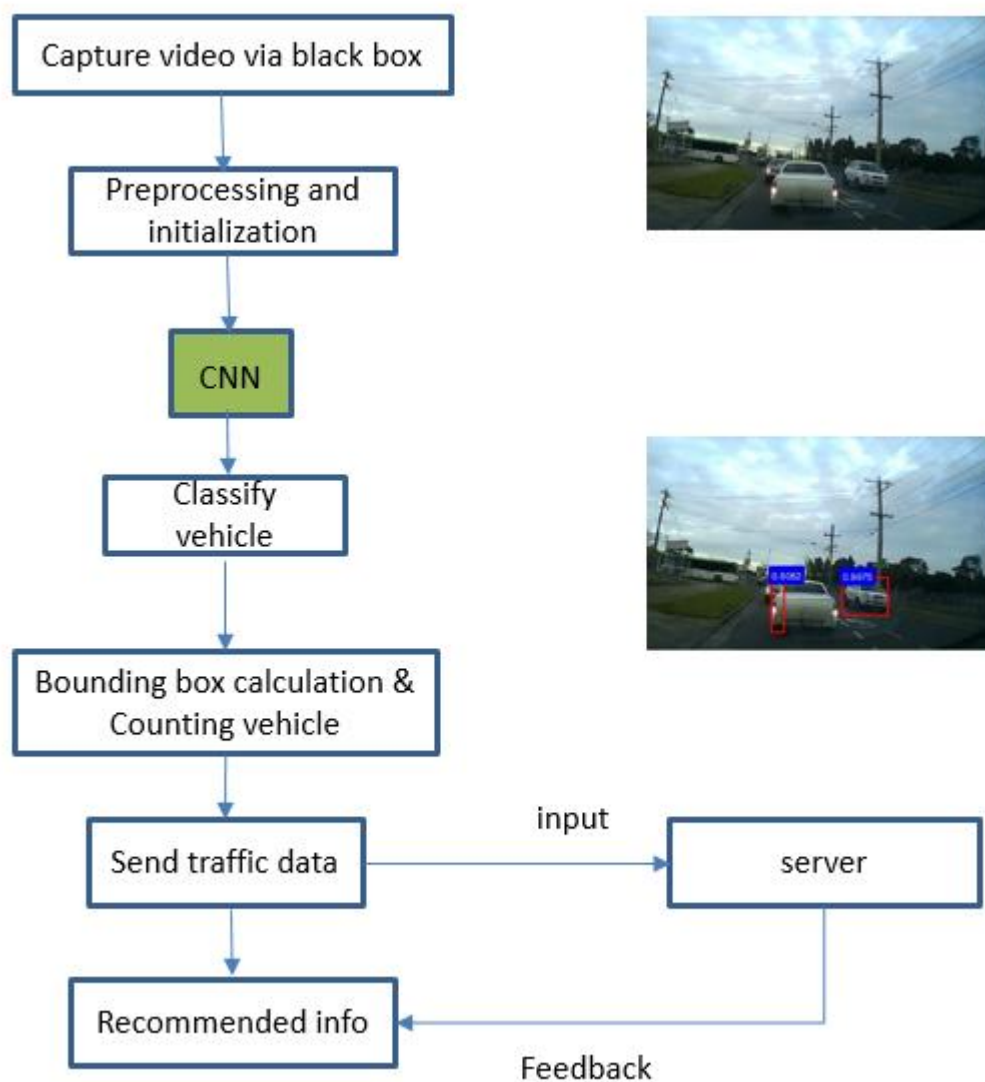 Capture video via black box
Preprocessing and
initialization
CNN
Classify
vehicle
Bounding box calculation &
Counting vehicle
Send traffic data
input
server
Recommended info
Feedback